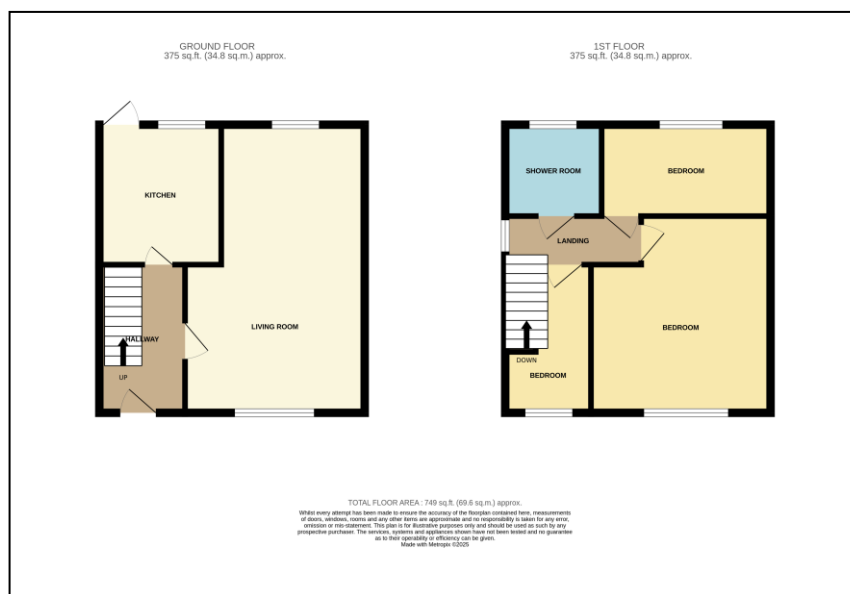 GROUND FLOOR
375 sq.ft. (34.8 sq.m.) approx.
1ST FLOOR
375 sq.ft. (34.8 sq.m.) approx.
KITCHEN
LIVING ROOM
HALLWAY
UP
SHOWER ROOM
BEDROOM
LANDING
BEDROOM
DOWN
BEDROOM
TOTAL FLOOR AREA : 749 sq.ft. (69.6 sq.m.) approx.
Whilst every attempt has been made to ensure the accuracy of the floorplan contained here, measurements
of doors, windows, rooms and any other items are approximate and no responsibility is taken for any error,
omission or mis-statement. This plan is for illustrative purposes only and should be used as such by any
prospective purchaser. The services, systems and appliances shown have not been tested and no guarantee
as to their operability or efficiency can be given.
Made with Metropix ©2025